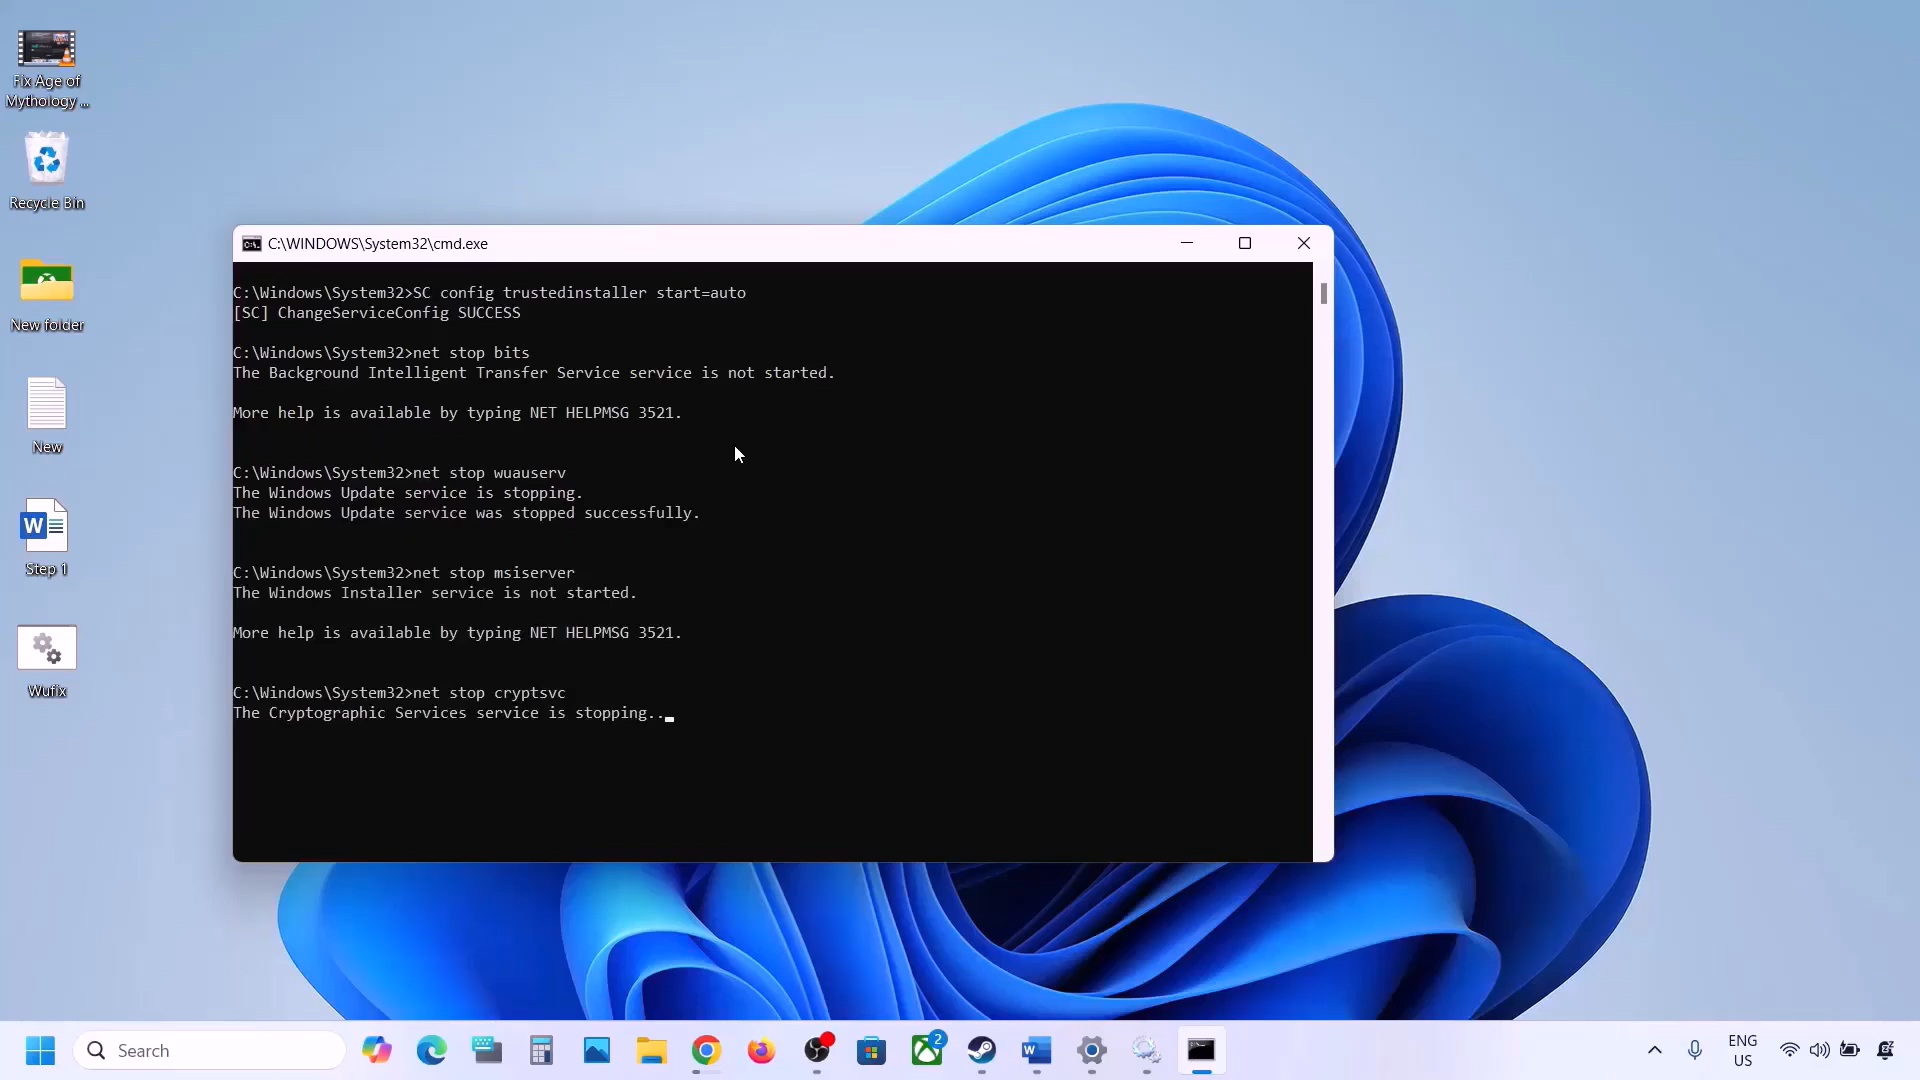 Fix Age of
Mythology ...
Recycle Bin
New folder
New
Step 1
Wufix
C:\WINDOWS\System32\cmd.exe
C:\Windows\System32>SC config trustedinstaller start=auto
[SC] ChangeServiceConfig SUCCESS
C:\Windows\System32>net stop bits
The Background Intelligent Transfer Service service is not started.
More help is available by typing NET HELPMSG 3521.
C:\Windows\System32>net stop wuauserv
The Windows Update service is stopping.
The Windows Update service was stopped successfully.
C:\Windows\System32>net stop msiserver
The Windows Installer service is not started.
More help is available by typing NET HELPMSG 3521.
C:\Windows\System32>net stop cryptsvc
The Cryptographic Services service is stopping..
Search
2
ENG
US